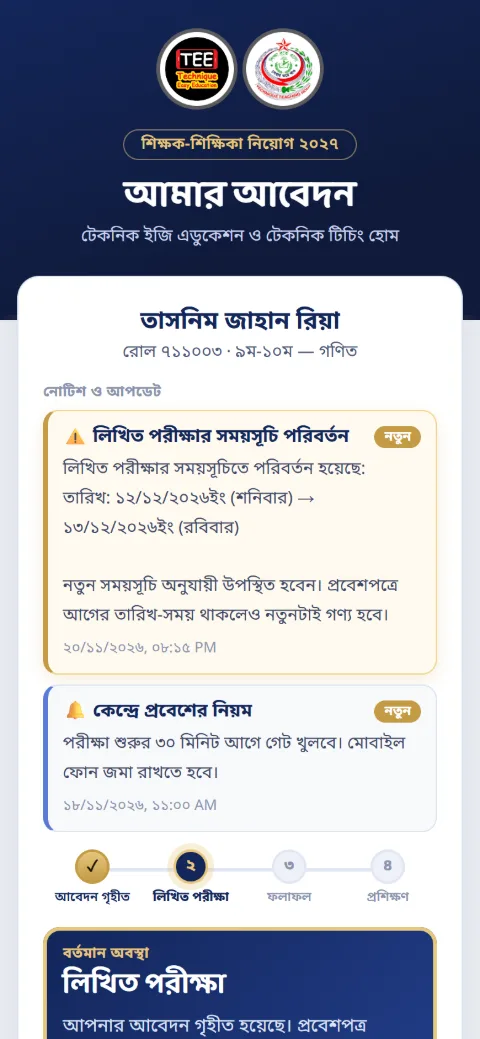 TEE
Technique
Easy Education
শিক্ষক-শিক্ষিকা নিয়োগ ২০২৭
আমার আবেদন
টেকনিক ইজি এডুকেশন ও টেকনিক টিচিং হোম
তাসনিম জাহান রিয়া
রোল ৭১১০০৩ · ৯ম-১০ম — গণিত
নোটিশ ও আপডেট
⚠️ লিখিত পরীক্ষার সময়সূচি পরিবর্তন নতুন
লিখিত পরীক্ষার সময়সূচিতে পরিবর্তন হয়েছে:
তারিখ: ১২/১২/২০২৬ইং (শনিবার) →
১৩/১২/২০২৬ইং (রবিবার)
নতুন সময়সূচি অনুযায়ী উপস্থিত হবেন। প্রবেশপত্রে
আগের তারিখ-সময় থাকলেও নতুনটাই গণ্য হবে।
২০/১১/২০২৬, ০৮:১৫ PM
🔔 কেন্দ্রে প্রবেশের নিয়ম নতুন
পরীক্ষা শুরুর ৩০ মিনিট আগে গেট খুলবে। মোবাইল
ফোন জমা রাখতে হবে।
১৮/১১/২০২৬, ১১:০০ AM
✓ ২ ৩ ৪
আবেদন গৃহীত লিখিত পরীক্ষা ফলাফল প্রশিক্ষণ
বর্তমান অবস্থা
লিখিত পরীক্ষা
আপনার আবেদন গৃহীত হয়েছে। প্রবেশপত্র